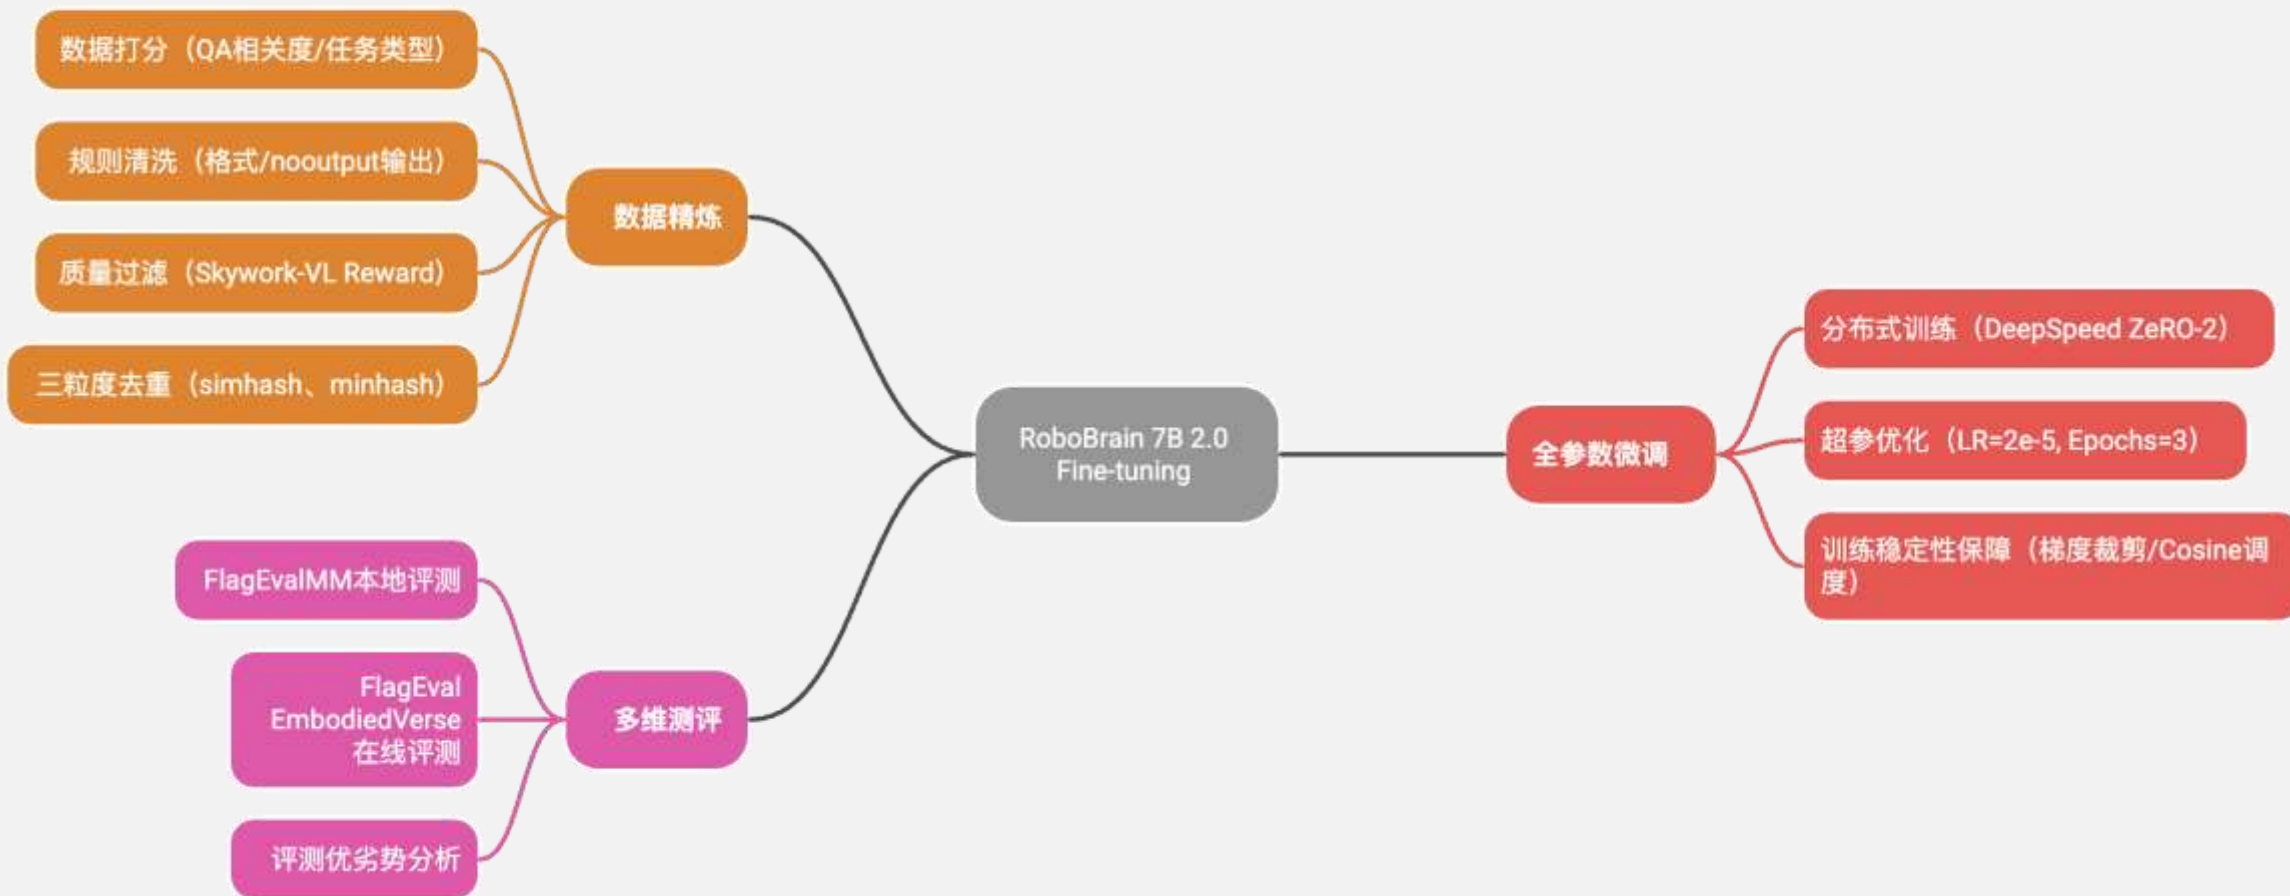 数据打分（QA相关度/任务类型）
规则清洗（格式/nooutput输出）
质量过滤（Skywork-VL Reward）
三粒度去重（simhash、minhash）
数据精炼
FlagEvalMM本地评测
FlagEval
EmbodiedVerse
在线评测
评测优劣势分析
多维测评
RoboBrain 7B 2.0
Fine-tuning
全参数微调
分布式训练（DeepSpeed ZeRO-2）
超参优化（LR=2e-5, Epochs=3）
训练稳定性保障（梯度裁剪/Cosine调
度）